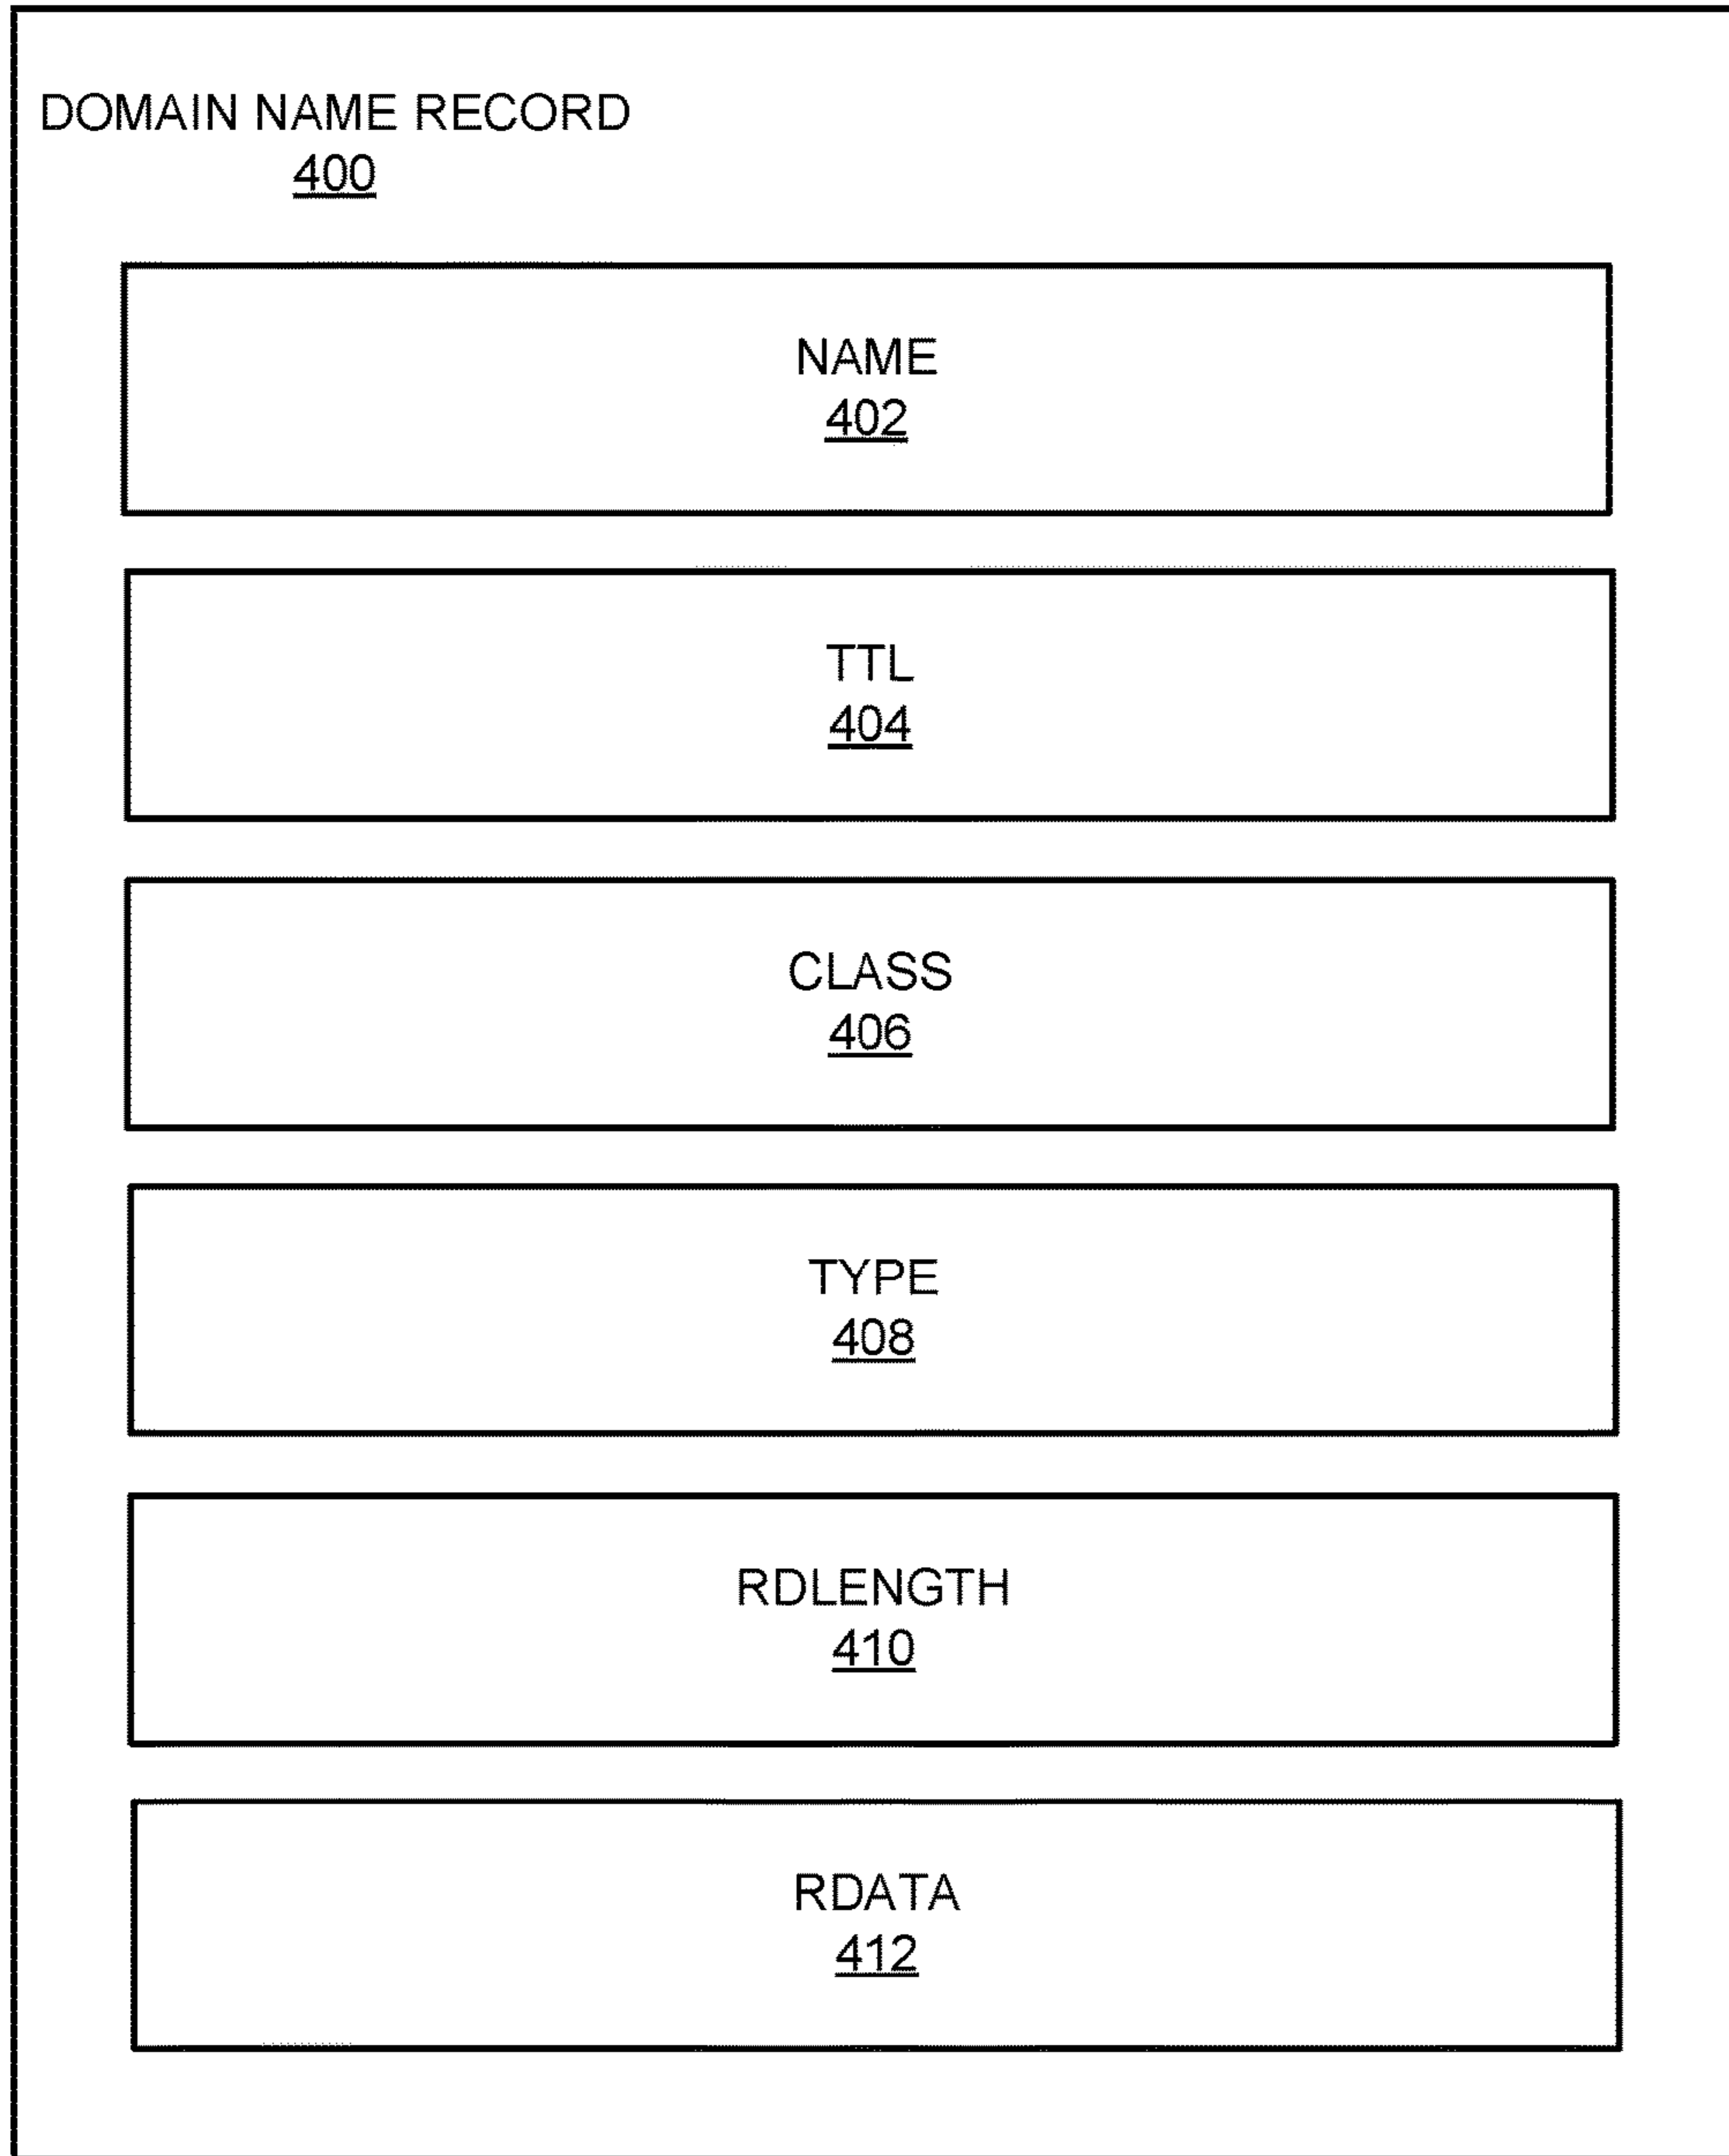 DOMAIN NAME RECORD
400
NAME
402
TTL
404
CLASS
406
TYPE
408
RDLENGTH
410
RDATA
412